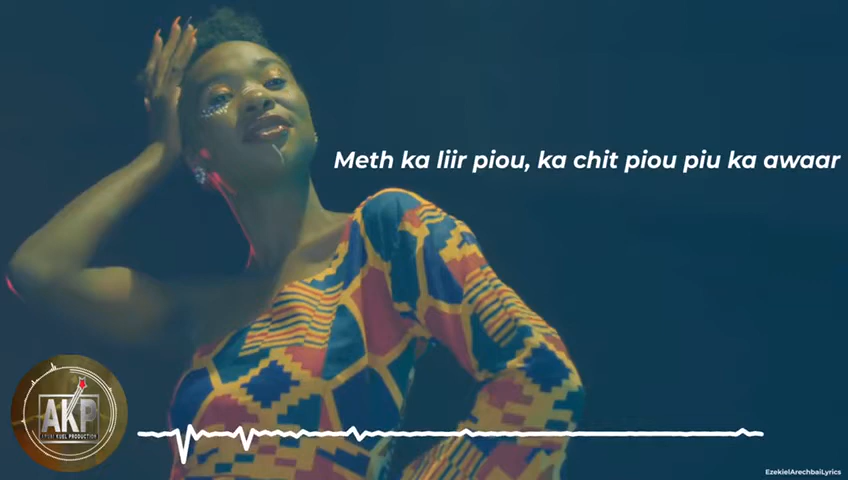 Meth ka liir piou, ka chit piou piu ka awaar
AKP
EzekielArechbaiLyrics